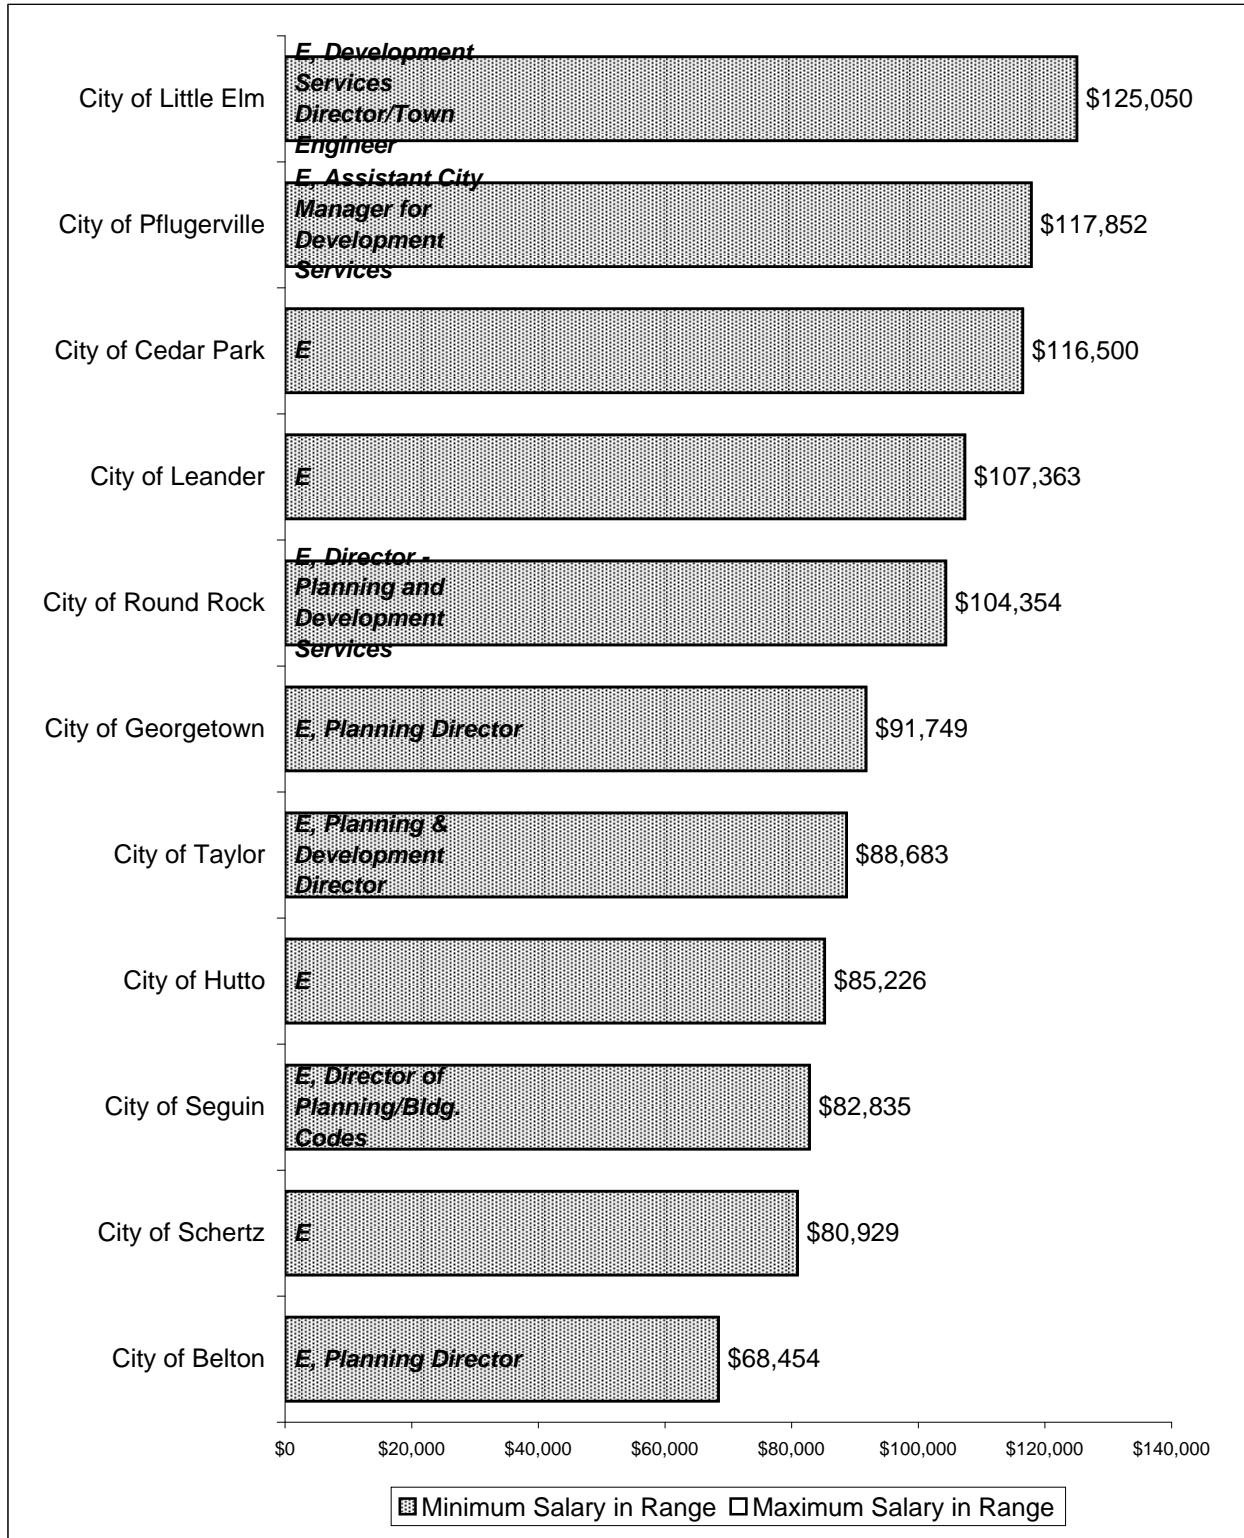 E, Development
Services
Director/Town
Engineer
City of Little Elm
$125,050
E, Assistant City
Manager for
Development
Services
City of Pflugerville
$117,852
City of Cedar Park
E
$116,500
City of Leander
E
$107,363
E, Director -
Planning and
Development
Services
City of Round Rock
$104,354
City of Georgetown
E, Planning Director
$91,749
E, Planning &
Development
Director
City of Taylor
$88,683
City of Hutto
E
$85,226
E, Director of
Planning/Bldg.
Codes
City of Seguin
$82,835
City of Schertz
E
$80,929
City of Belton
E, Planning Director
$68,454
$0 $20,000 $40,000 $60,000 $80,000 $100,000 $120,000 $140,000
Minimum Salary in Range Maximum Salary in Range